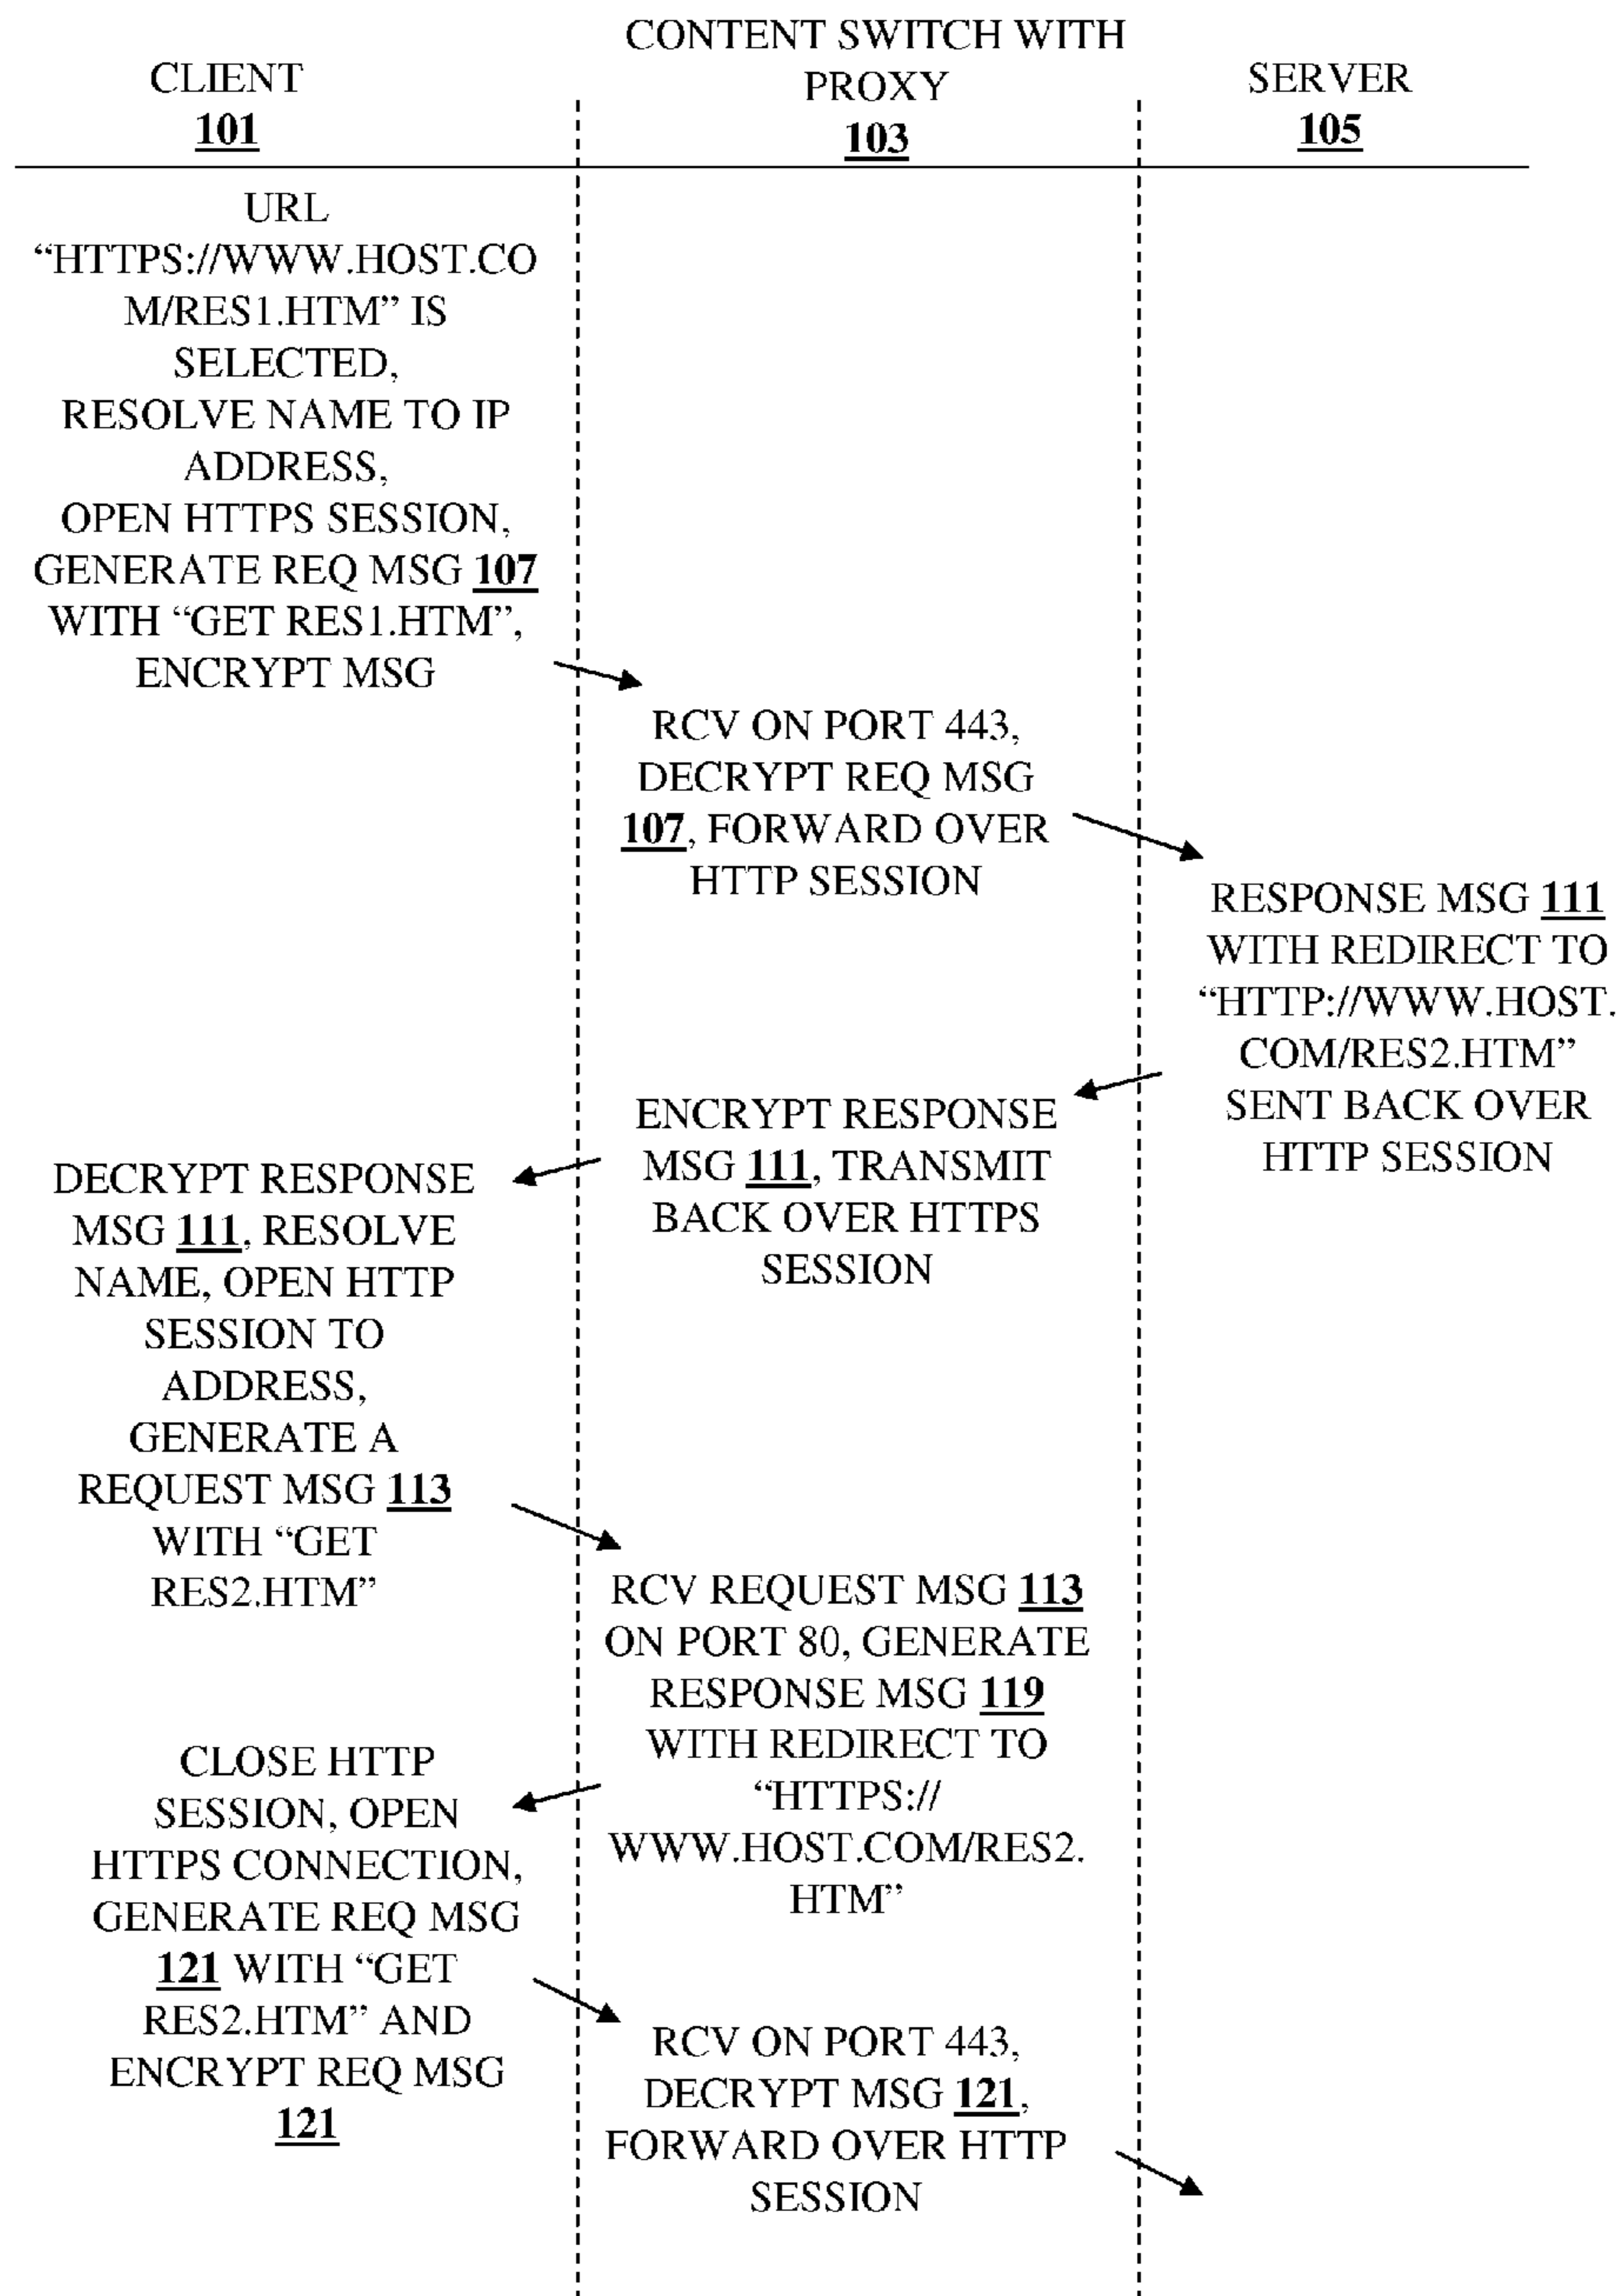 CLIENT
101
CONTENT SWITCH WITH
PROXY
103
SERVER
105
URL
“HTTPS://WWW.HOST.CO
M/RES1.HTM” IS
SELECTED,
RESOLVE NAME TO IP
ADDRESS,
OPEN HTTPS SESSION,
GENERATE REQ MSG 107
WITH “GET RES1.HTM”,
ENCRYPT MSG
RCV ON PORT 443,
DECRYPT REQ MSG
107, FORWARD OVER
HTTP SESSION
RESPONSE MSG 111
WITH REDIRECT TO
“HTTP://WWW.HOST.
COM/RES2.HTM”
SENT BACK OVER
HTTP SESSION
ENCRYPT RESPONSE
MSG 111, TRANSMIT
BACK OVER HTTPS
SESSION
DECRYPT RESPONSE
MSG 111, RESOLVE
NAME, OPEN HTTP
SESSION TO
ADDRESS,
GENERATE A
REQUEST MSG 113
WITH “GET
RES2.HTM”
RCV REQUEST MSG 113
ON PORT 80, GENERATE
RESPONSE MSG 119
WITH REDIRECT TO
“HTTPS://
WWW.HOST.COM/RES2.
HTM”
CLOSE HTTP
SESSION, OPEN
HTTPS CONNECTION,
GENERATE REQ MSG
121 WITH “GET
RES2.HTM” AND
ENCRYPT REQ MSG
121
RCV ON PORT 443,
DECRYPT MSG 121,
FORWARD OVER HTTP
SESSION